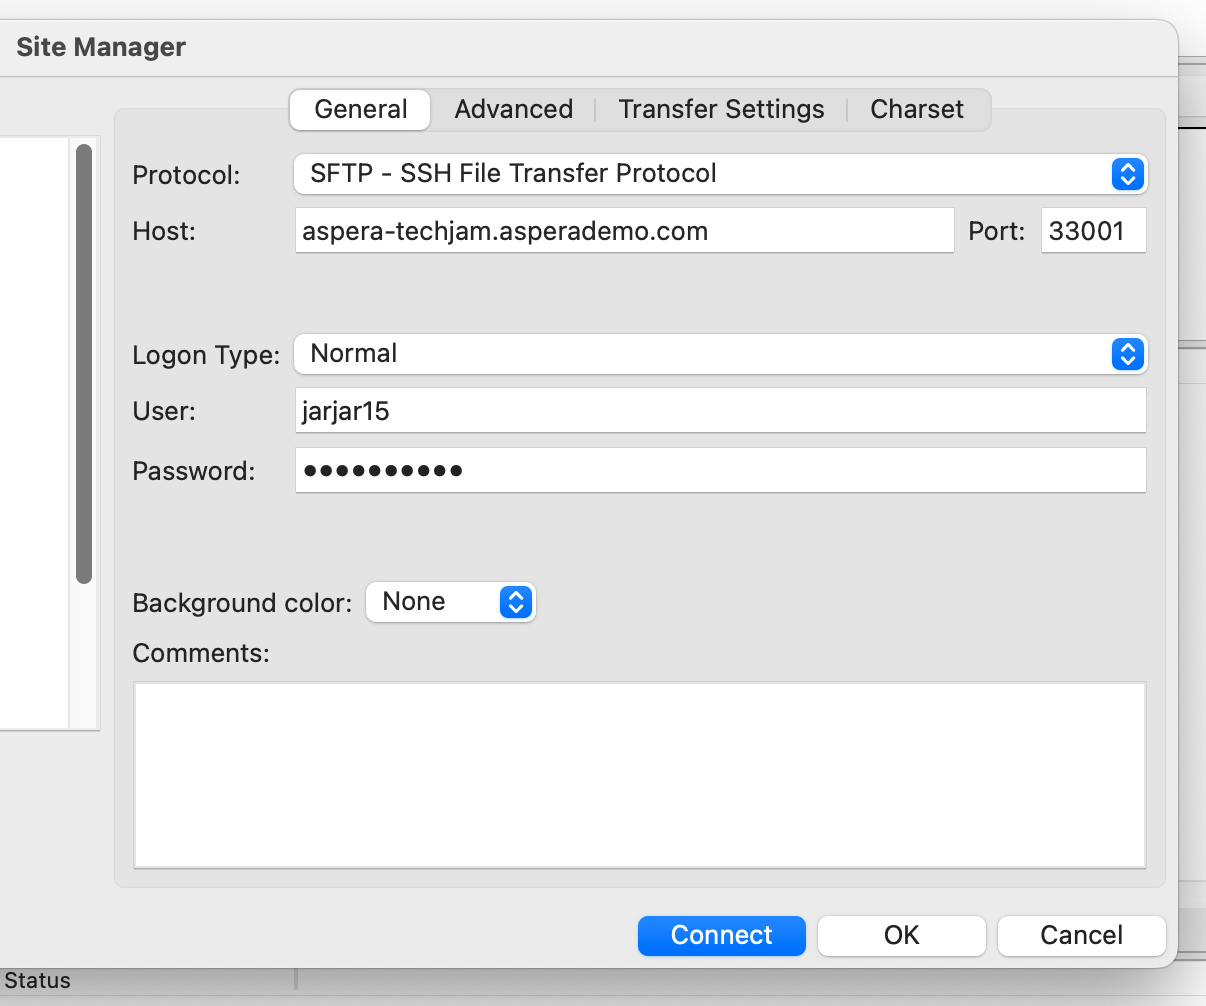 Site Manager
General Advanced Transfer Settings Charset
Protocol: SFTP - SSH File Transfer Protocol
Host: aspera-techjam.asperademo.com Port: 33001
Logon Type: Normal
User: jarjar15
Password: ••••••••••
Background color: None
Comments:
Connect OK Cancel
Status